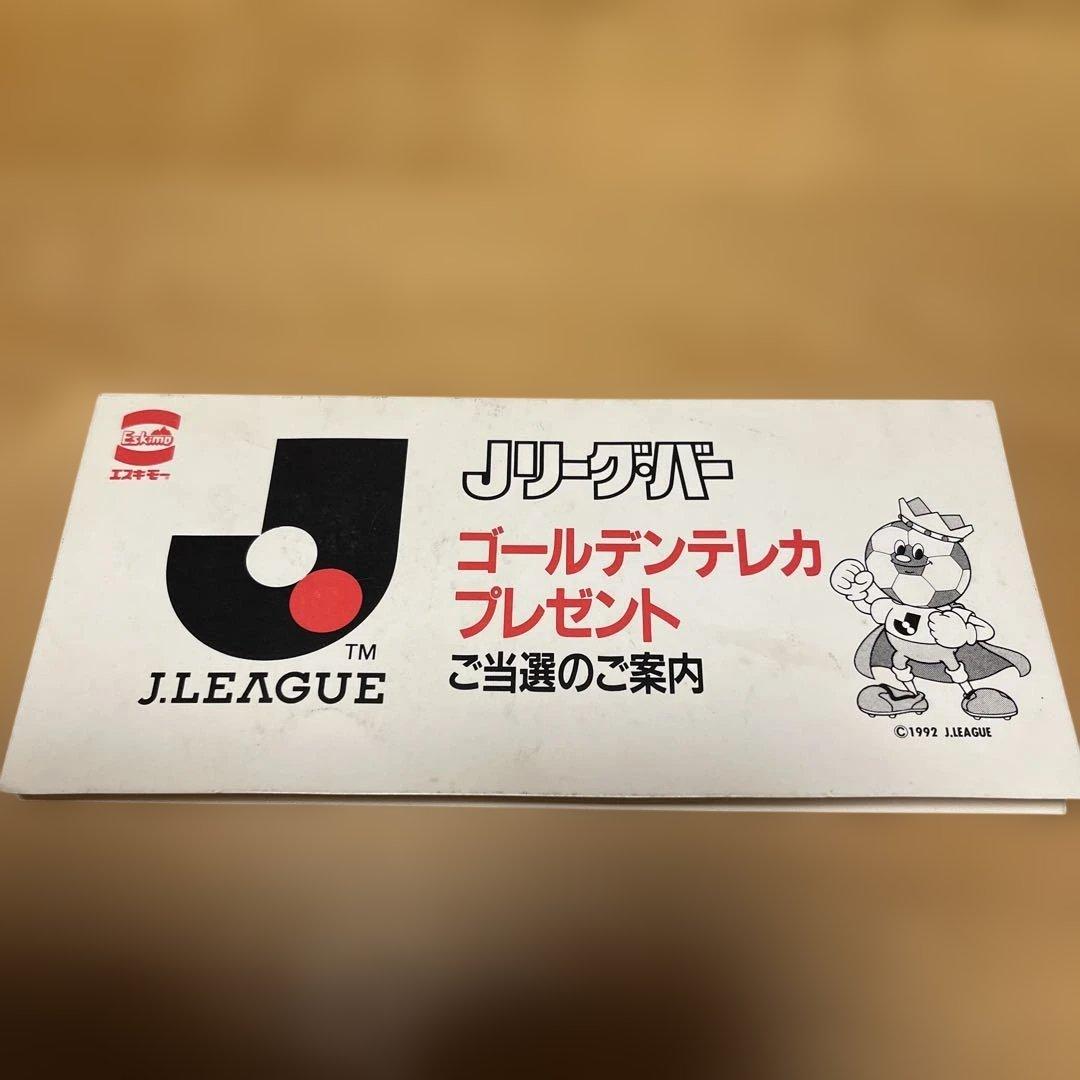 Eskimo
エスキモー
J.LEAGUE
TM
Jリーグ・バー
ゴールデンテレカ
プレゼント
ご当選のご案内
©1992 J.LEAGUE